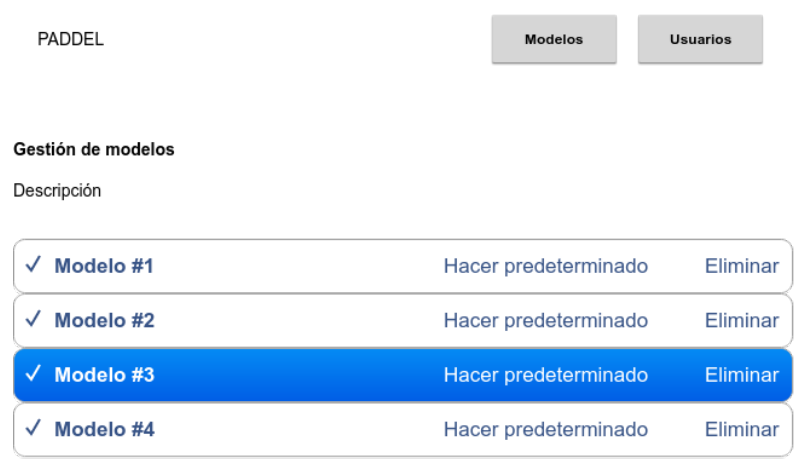 PADDEL Modelos Usuarios
Gestión de modelos
Descripción
✓ Modelo #1 Hacer predeterminado Eliminar
✓ Modelo #2 Hacer predeterminado Eliminar
✓ Modelo #3 Hacer predeterminado Eliminar
✓ Modelo #4 Hacer predeterminado Eliminar